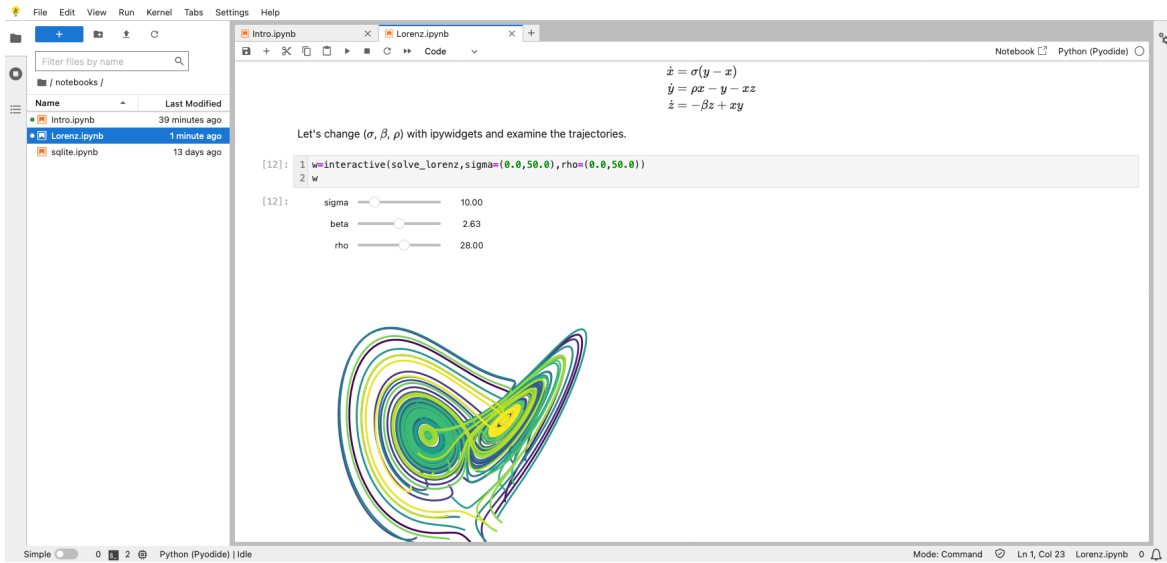 File Edit View Run Kernel Tabs Settings Help
Intro.ipynb Lorenz.ipynb
Code
Notebook Python (Pyodide)
Filter files by name
/ notebooks /
Name Last Modified
Intro.ipynb 39 minutes ago
Lorenz.ipynb 1 minute ago
sqlite.ipynb 13 days ago
ẋ = σ(y − x)
ẏ = ρx − y − xz
ż = −βz + xy
Let's change (σ, β, ρ) with ipywidgets and examine the trajectories.
[12]: 1 w=interactive(solve_lorenz,sigma=(0.0,50.0),rho=(0.0,50.0))
2 w
[12]: sigma 10.00
beta 2.63
rho 28.00
Simple 0 2 Python (Pyodide) | Idle Mode: Command Ln 1, Col 23 Lorenz.ipynb 0